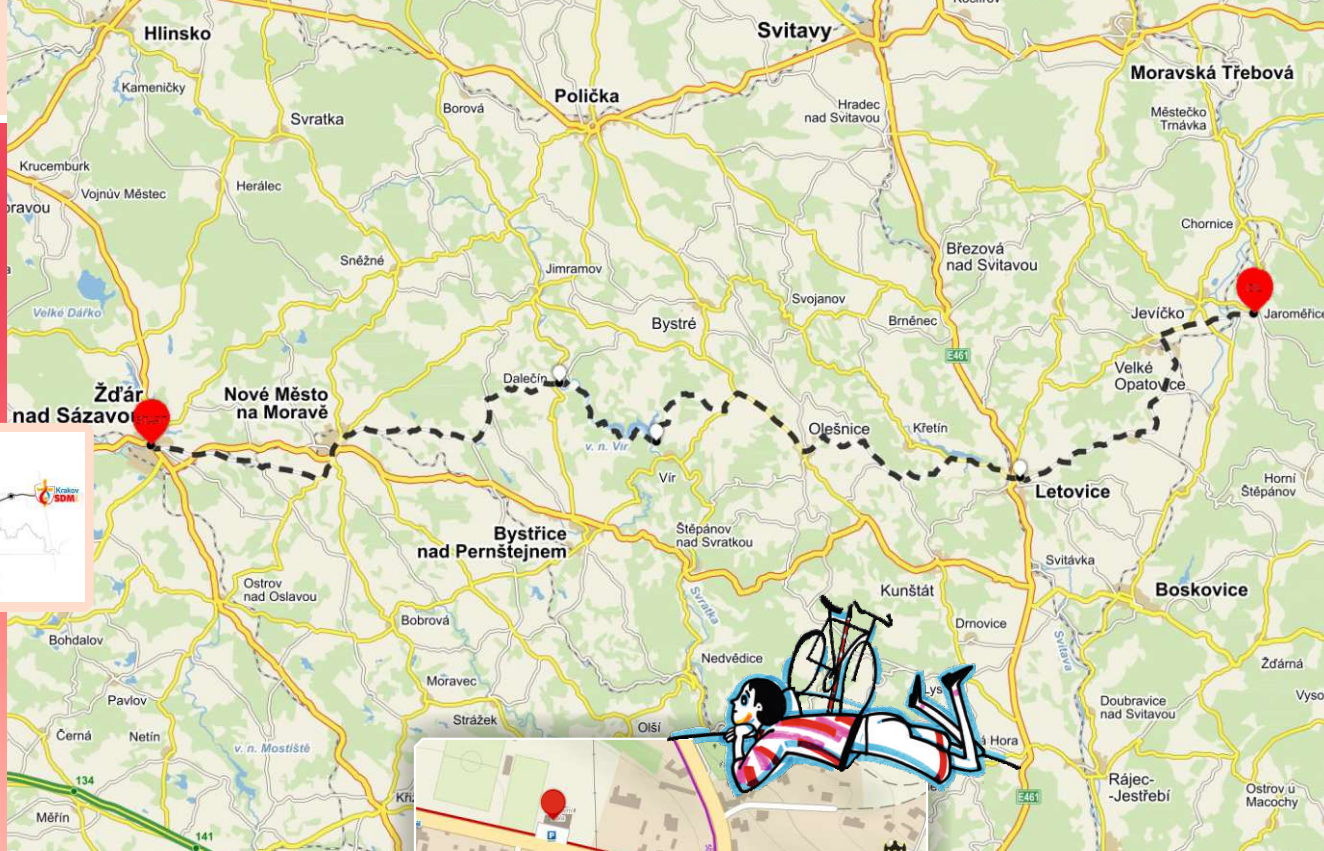 Hlinsko
Svitavy
Moravská Třebová
Kameničky
Polička
Borová
Hradec
nad Svitavou
Městečko
Trnávka
Svratka
Krucemburk
Vojnův Městec
Herálec
Chornice
Sněžné
Jimramov
Březová
nad Svitavou
Velké Dářko
Svojanov
Bystré
Brněnec
Jevíčko
Jaroměřice
E461
Velké
Opatovice
Žďár
nad Sázavou
Nové Město
na Moravě
Dalečín
v. n. Vír
Olešnice
Křetín
Vír
Letovice
Horní
Štěpánov
Krakov
SDM
Bystřice
nad Pernštejnem
Štěpánov
nad Svratkou
Svitávka
Boskovice
Ostrov
nad Oslavou
Kunštát
Bobrová
Svratka
Drnovice
Svitava
Bohdalov
Nedvědice
Žďárná
Moravec
Lys
Pavlov
Doubravice
nad Svitavou
Vyso
Strážek
Olší
Černá
Netín
v. n. Mostiště
á Hora
134
Rájec-
-Jestřebí
Ostrov u
Macochy
Měřín
Kři
E461
141
P